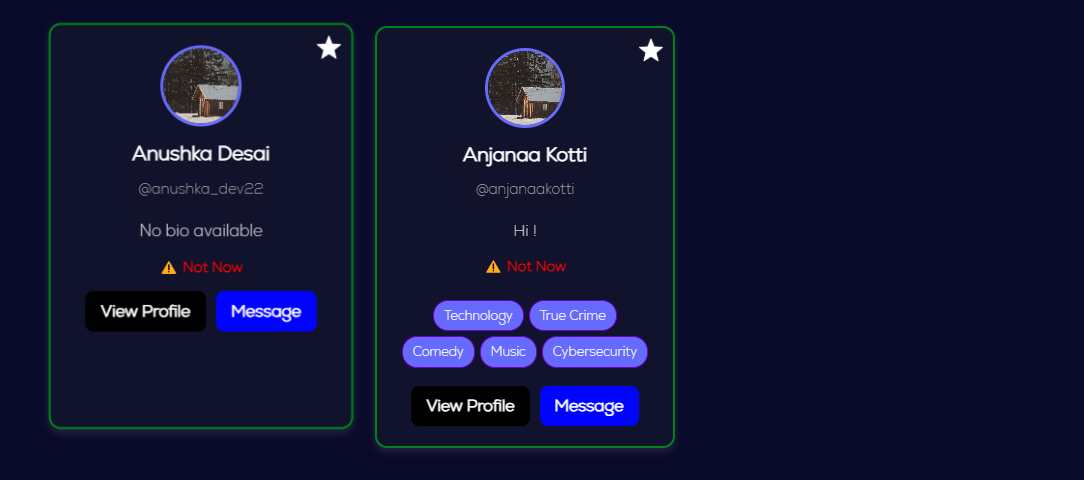 Anushka Desai
@anushka_dev22
No bio available
Not Now
View Profile
Message
Anjanaa Kotti
@anjanaakotti
Hi !
Not Now
Technology
True Crime
Comedy
Music
Cybersecurity
View Profile
Message